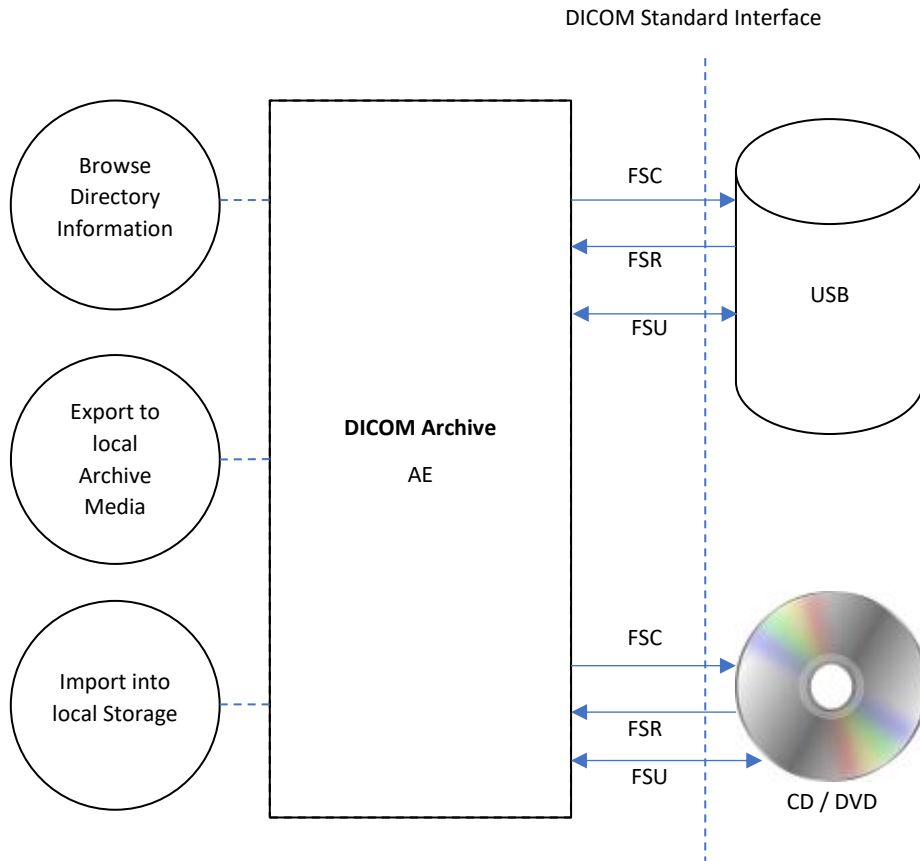 DICOM Standard Interface
Browse
Directory
Information
FSC
FSR
FSU
USB
Export to
local
Archive
Media
DICOM Archive
AE
Import into
local Storage
FSC
FSR
FSU
CD / DVD